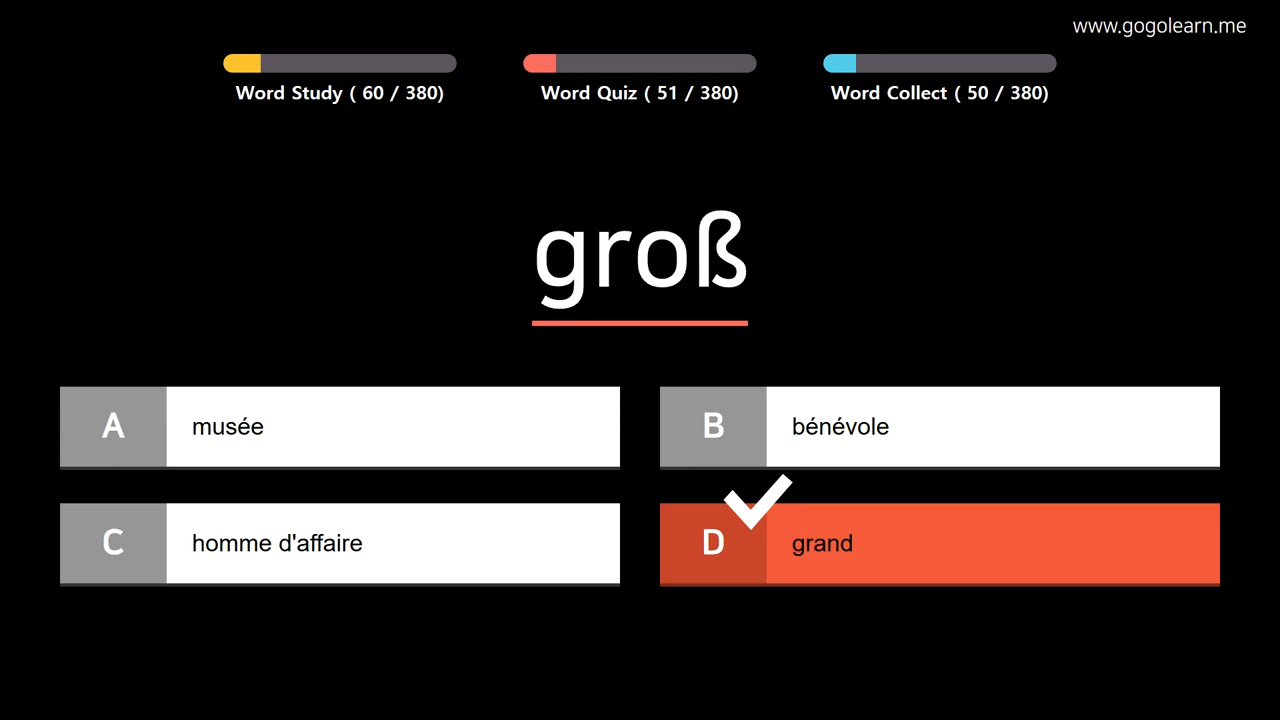 www.gogolearn.me
Word Study ( 60 / 380)
Word Quiz ( 51 / 380)
Word Collect ( 50 / 380)
groß
A musée
B bénévole
C homme d'affaire
D grand